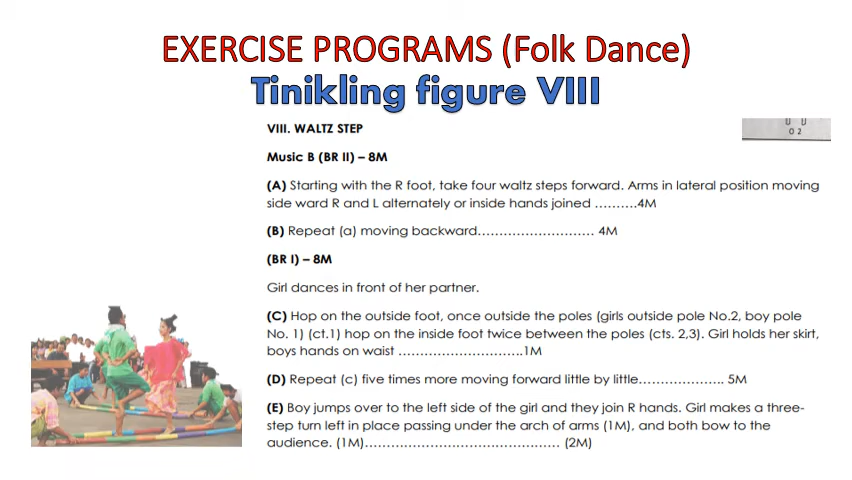 EXERCISE PROGRAMS (Folk Dance)
Tinikling figure VIII
VIII. WALTZ STEP
Music B (BR II) – 8M
O 2
(A) Starting with the R foot, take four waltz steps forward. Arms in lateral position moving
side ward R and L alternately or inside hands joined ……….4M
(B) Repeat (a) moving backward……………………… 4M
(BR I) – 8M
Girl dances in front of her partner.
(C) Hop on the outside foot, once outside the poles (girls outside pole No.2, boy pole
No. 1) (ct.1) hop on the inside foot twice between the poles (cts. 2,3). Girl holds her skirt,
boys hands on waist ………………………..1M
(D) Repeat (c) five times more moving forward little by little……………….. 5M
(E) Boy jumps over to the left side of the girl and they join R hands. Girl makes a three-
step turn left in place passing under the arch of arms (1M), and both bow to the
audience. (1M)……………………………………… (2M)